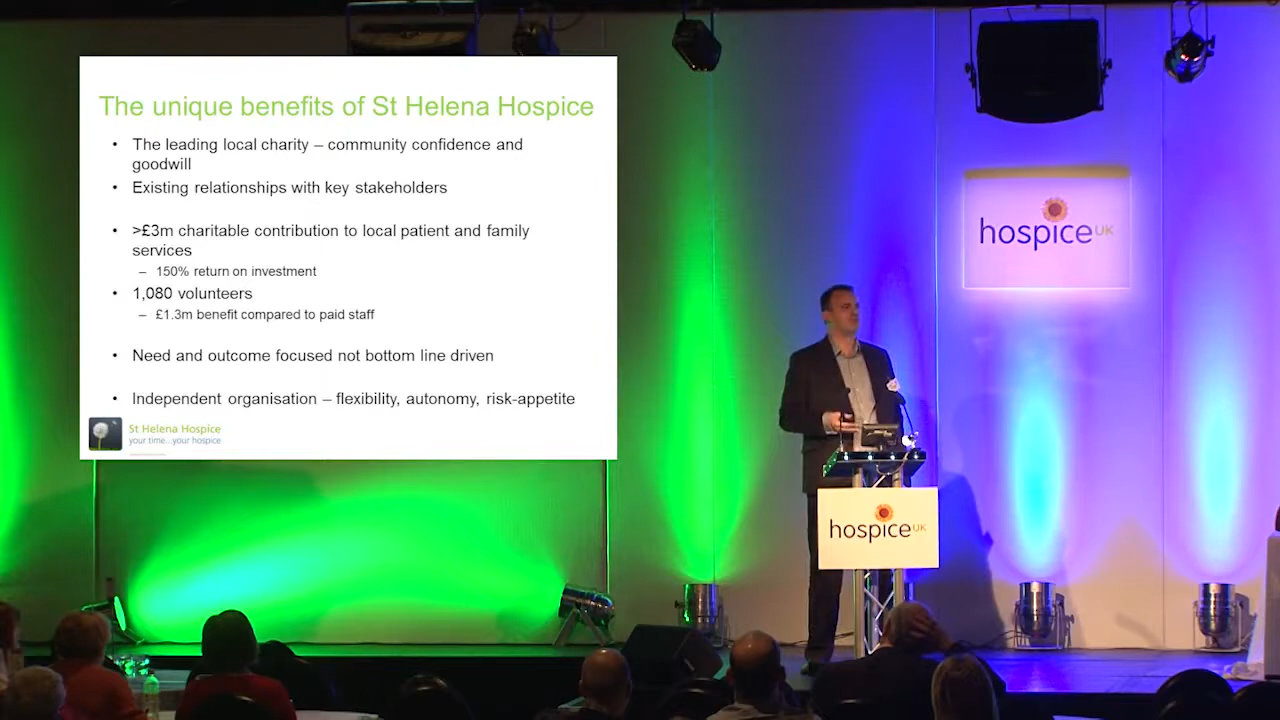 The unique benefits of St Helena Hospice
• The leading local charity – community confidence and
goodwill
• Existing relationships with key stakeholders
• >£3m charitable contribution to local patient and family
services
– 150% return on investment
• 1,080 volunteers
– £1.3m benefit compared to paid staff
• Need and outcome focused not bottom line driven
• Independent organisation – flexibility, autonomy, risk-appetite
St Helena Hospice
your time...your hospice
hospice UK
hospice UK